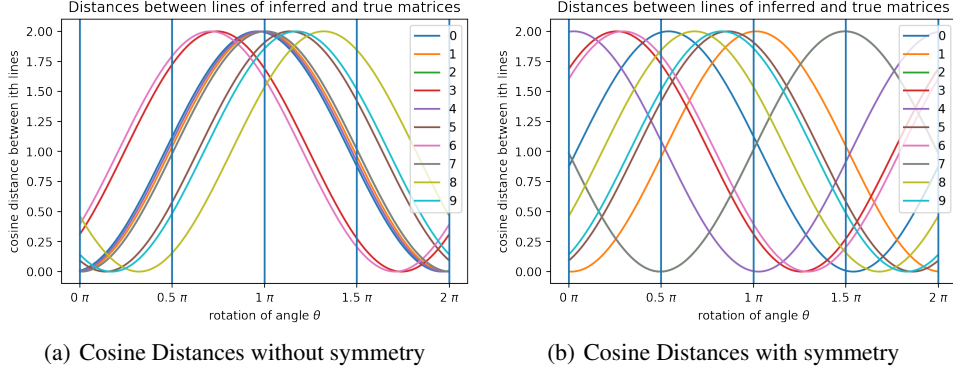 Distances between lines of inferred and true matrices
cosine distance between ith lines
2.00
1.75
1.50
1.25
1.00
0.75
0.50
0.25
0.00
0
1
2
3
4
5
6
7
8
9
0 π
0.5 π
1 π
1.5 π
2 π
rotation of angle θ
(a) Cosine Distances without symmetry
Distances between lines of inferred and true matrices
cosine distance between ith lines
2.00
1.75
1.50
1.25
1.00
0.75
0.50
0.25
0.00
0
1
2
3
4
5
6
7
8
9
0 π
0.5 π
1 π
1.5 π
2 π
rotation of angle θ
(b) Cosine Distances with symmetry